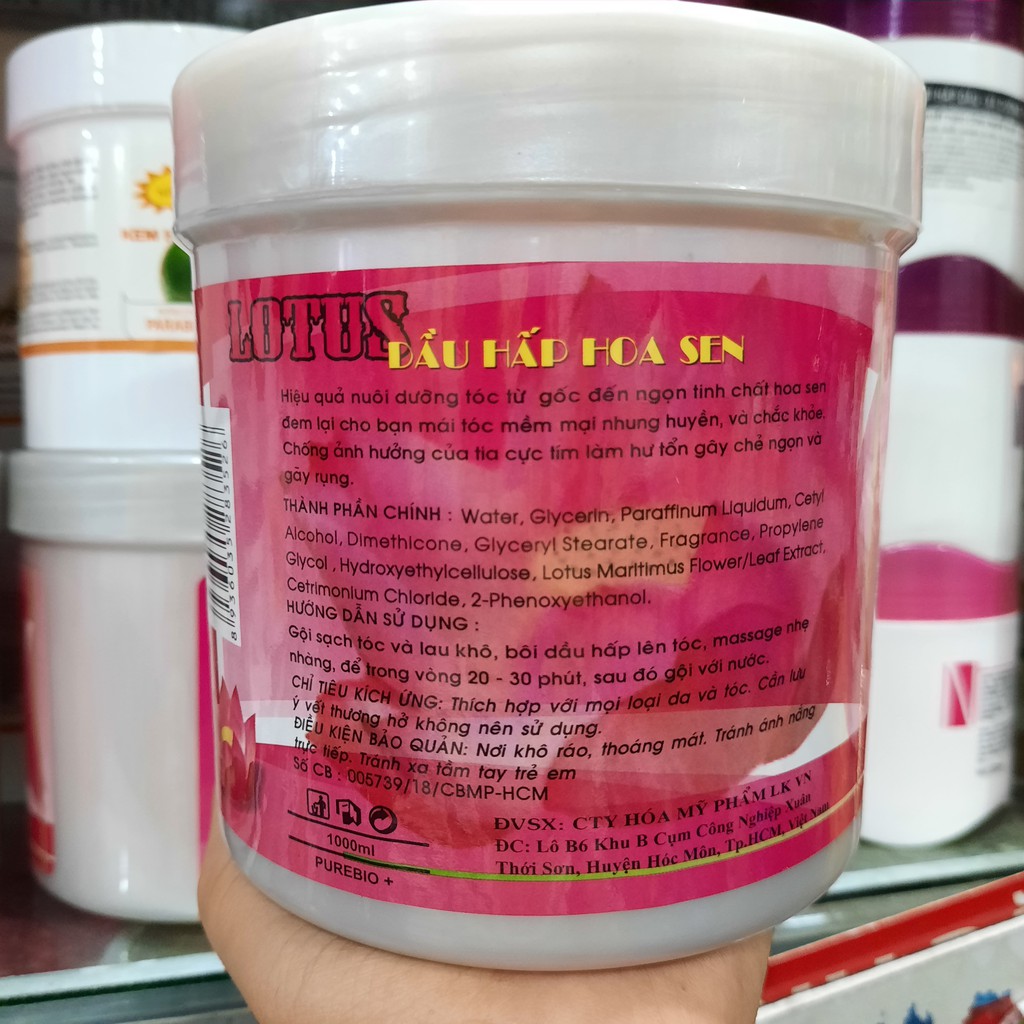 LOTUS
DẦU HẤP HOA SEN
Hiệu quả nuôi dưỡng tóc từ gốc đến ngọn tinh chất hoa sen
đem lại cho bạn mái tóc mềm mại nhung huyền, và chắc khỏe.
Chống ảnh hưởng của tia cực tím làm hư tổn gãy chẻ ngọn và
gãy rụng.
THÀNH PHẦN CHÍNH : Water, Glycerin, Paraffinum Liquidum, Cetyl
Alcohol, Dimethicone, Glyceryl Stearate, Fragrance, Propylene
Glycol , Hydroxyethylcellulose, Lotus Maritimus Flower/Leaf Extract,
Cetrimonium Chloride, 2-Phenoxyethanol.
HƯỚNG DẪN SỬ DỤNG :
Gội sạch tóc và lau khô, bôi dầu hấp lên tóc, massage nhẹ
nhàng, để trong vòng 20 - 30 phút, sau đó gội với nước.
CHỈ TIÊU KÍCH ỨNG: Thích hợp với mọi loại da và tóc. Cần lưu
ý vết thương hở không nên sử dụng.
ĐIỀU KIỆN BẢO QUẢN: Nơi khô ráo, thoáng mát. Tránh ánh nắng
trực tiếp. Tránh xa tầm tay trẻ em
Số CB : 005739/18/CBMP-HCM
1000ml
PUREBIO +
ĐVSX: CTY HÓA MỸ PHẨM LK VN
ĐC: Lô B6 Khu B Cụm Công Nghiệp Xuân
Thới Sơn, Huyện Hóc Môn, Tp.HCM, Việt Nam
8 936035 283526
KEM
PARAB
N